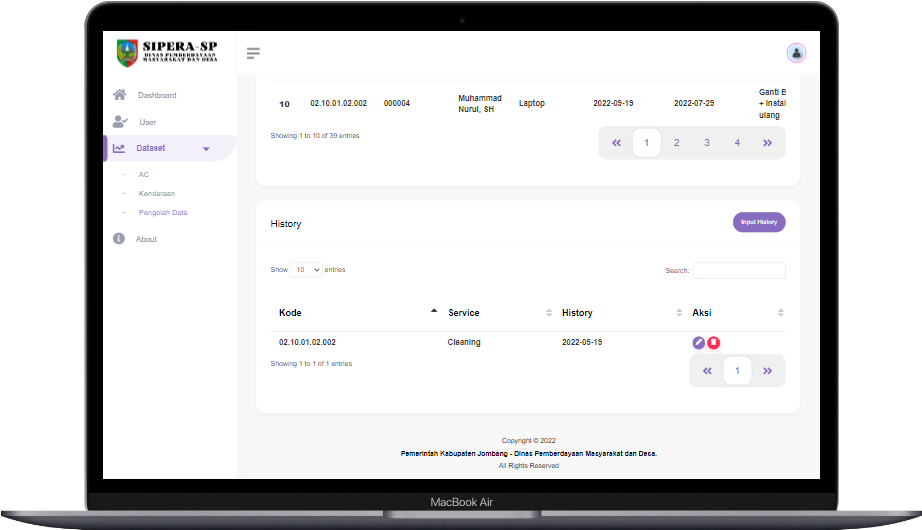 SIPERA-SP
DINAS PEMBERDAYAAN
MASYARAKAT DAN DESA
Dashboard
User
Dataset
- AC
- Kendaraan
- Pengolah Data
About
10 02.10.01.02.002 000004 Muhammad Nurul, SH Laptop 2022-09-19 2022-07-29 Ganti B
+ Instal
ulang
Showing 1 to 10 of 39 entries
« 1 2 3 4 »
History
Input History
Show 10 entries
Search:
Kode Service History Aksi
02.10.01.02.002 Cleaning 2022-05-19
Showing 1 to 1 of 1 entries
« 1 »
Copyright © 2022
Pemerintah Kabupaten Jombang - Dinas Pemberdayaan Masyarakat dan Desa.
All Rights Reserved
MacBook Air